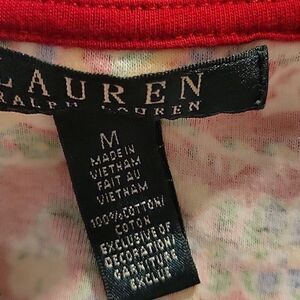 LAUREN
RALPH LAUREN
M
MADE IN
VIETNAM
FAIT AU
VIETNAM
100% COTTON/
COTON
EXCLUSIVE OF
DECORATION/
GARNITURE
EXCLUE